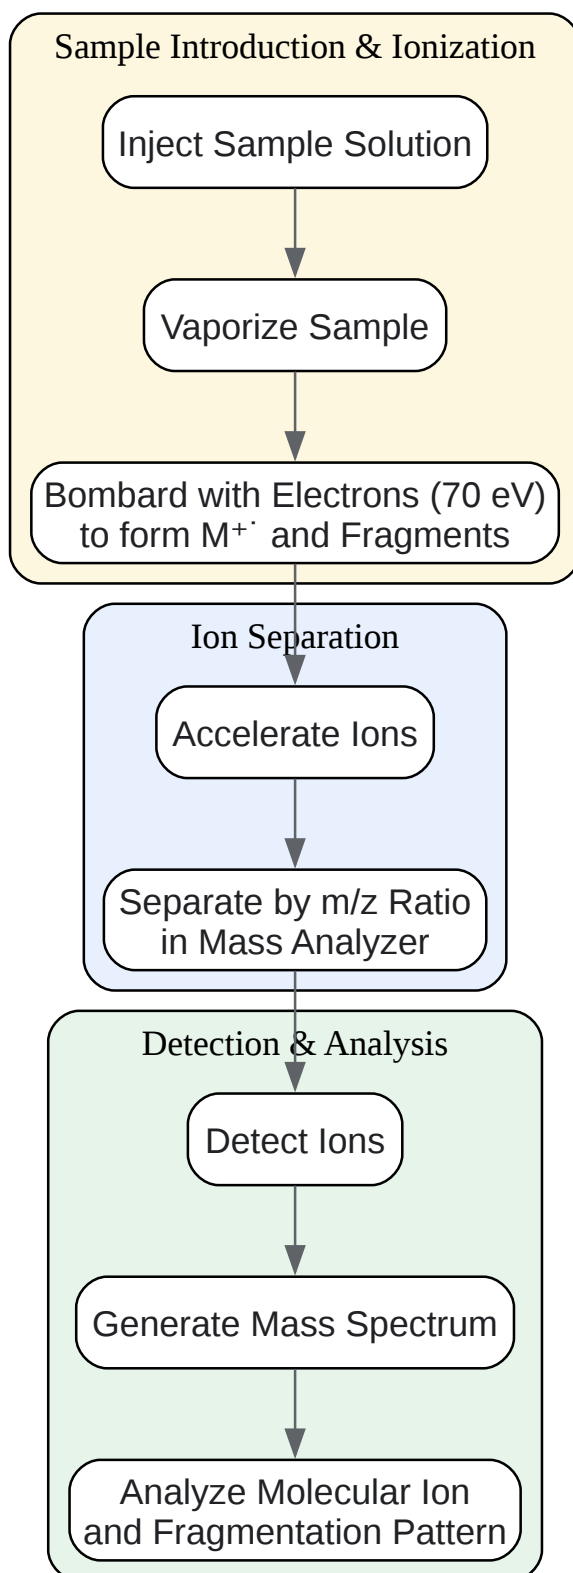 Sample Introduction & Ionization
Inject Sample Solution
Vaporize Sample
Bombard with Electrons (70 eV)
to form M⁺˙ and Fragments
Ion Separation
Accelerate Ions
Separate by m/z Ratio
in Mass Analyzer
Detection & Analysis
Detect Ions
Generate Mass Spectrum
Analyze Molecular Ion
and Fragmentation Pattern